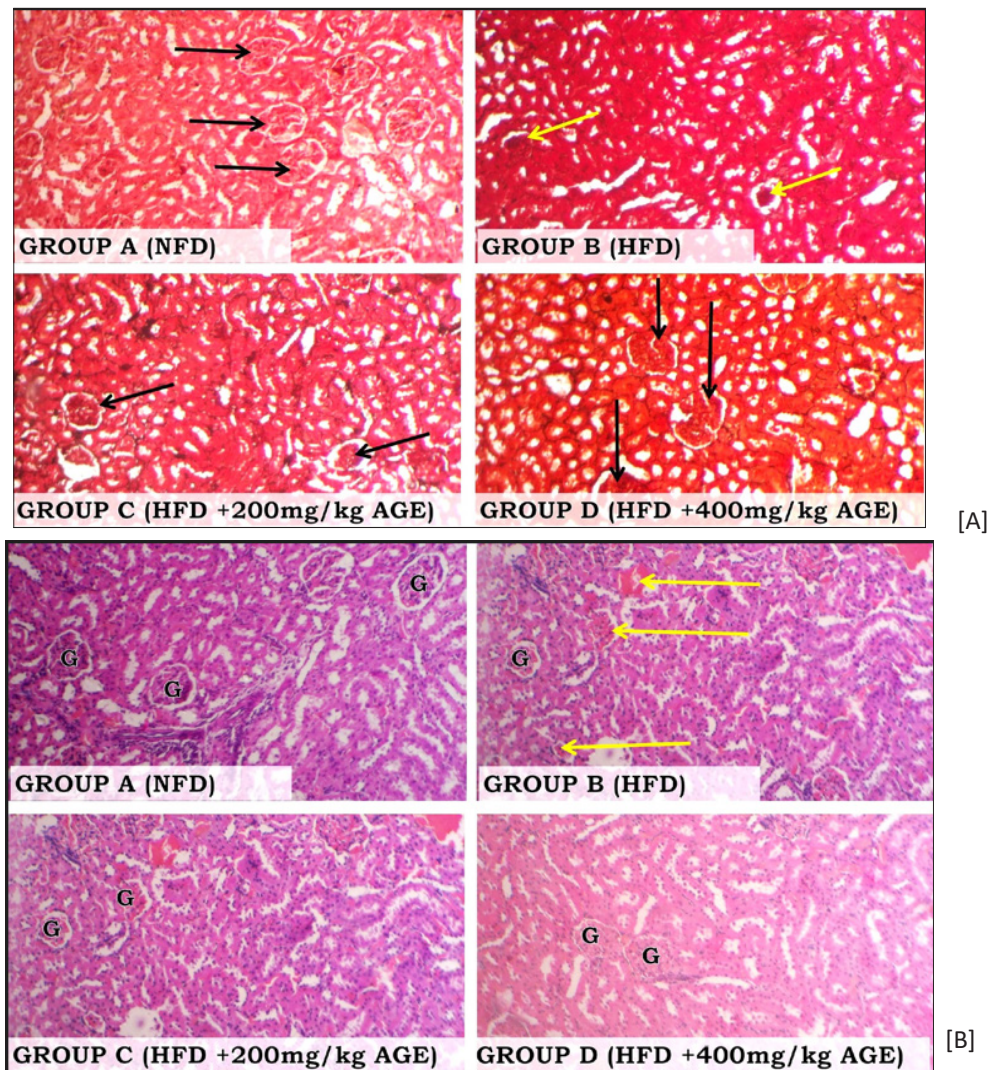 GROUP A (NFD)
GROUP B (HFD)
GROUP C (HFD +200mg/kg AGE)
GROUP D (HFD +400mg/kg AGE)
[A]
G
G
G
GROUP A (NFD)
G
GROUP B (HFD)
G
G
GROUP C (HFD +200mg/kg AGE)
G
G
GROUP D (HFD +400mg/kg AGE)
[B]